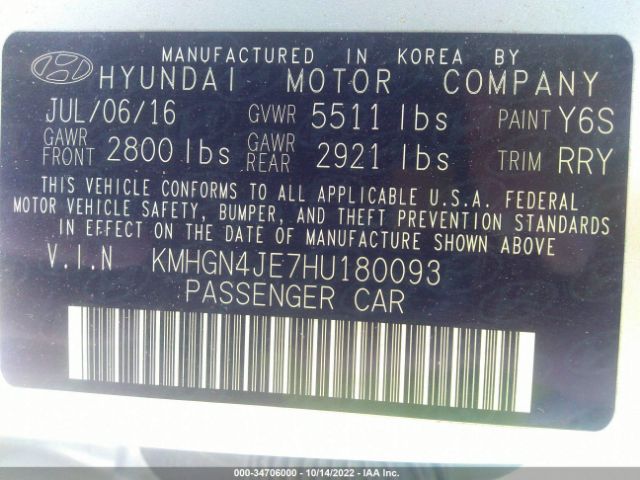 MANUFACTURED IN KOREA BY
HYUNDAI MOTOR COMPANY
JUL/06/16 GVWR 5511 lbs PAINT Y6S
GAWR FRONT 2800 lbs GAWR REAR 2921 lbs TRIM RRY
THIS VEHICLE CONFORMS TO ALL APPLICABLE U.S.A. FEDERAL
MOTOR VEHICLE SAFETY, BUMPER, AND THEFT PREVENTION STANDARDS
IN EFFECT ON THE DATE OF MANUFACTURE SHOWN ABOVE
V.I.N KMHGN4JE7HU180093
PASSENGER CAR
000-34706000 - 10/14/2022 - IAA Inc.